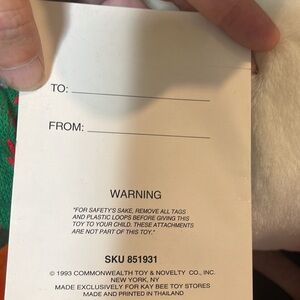 TO:
FROM:
WARNING
"FOR SAFETY'S SAKE, REMOVE ALL TAGS
AND PLASTIC LOOPS BEFORE GIVING THIS
TOY TO YOUR CHILD. THESE ATTACHMENTS
ARE NOT PART OF THIS TOY."
SKU 851931
© 1993 COMMONWEALTH TOY & NOVELTY CO., INC.
NEW YORK, NY
MADE EXCLUSIVELY FOR KAY BEE TOY STORES
MADE AND PRINTED IN THAILAND